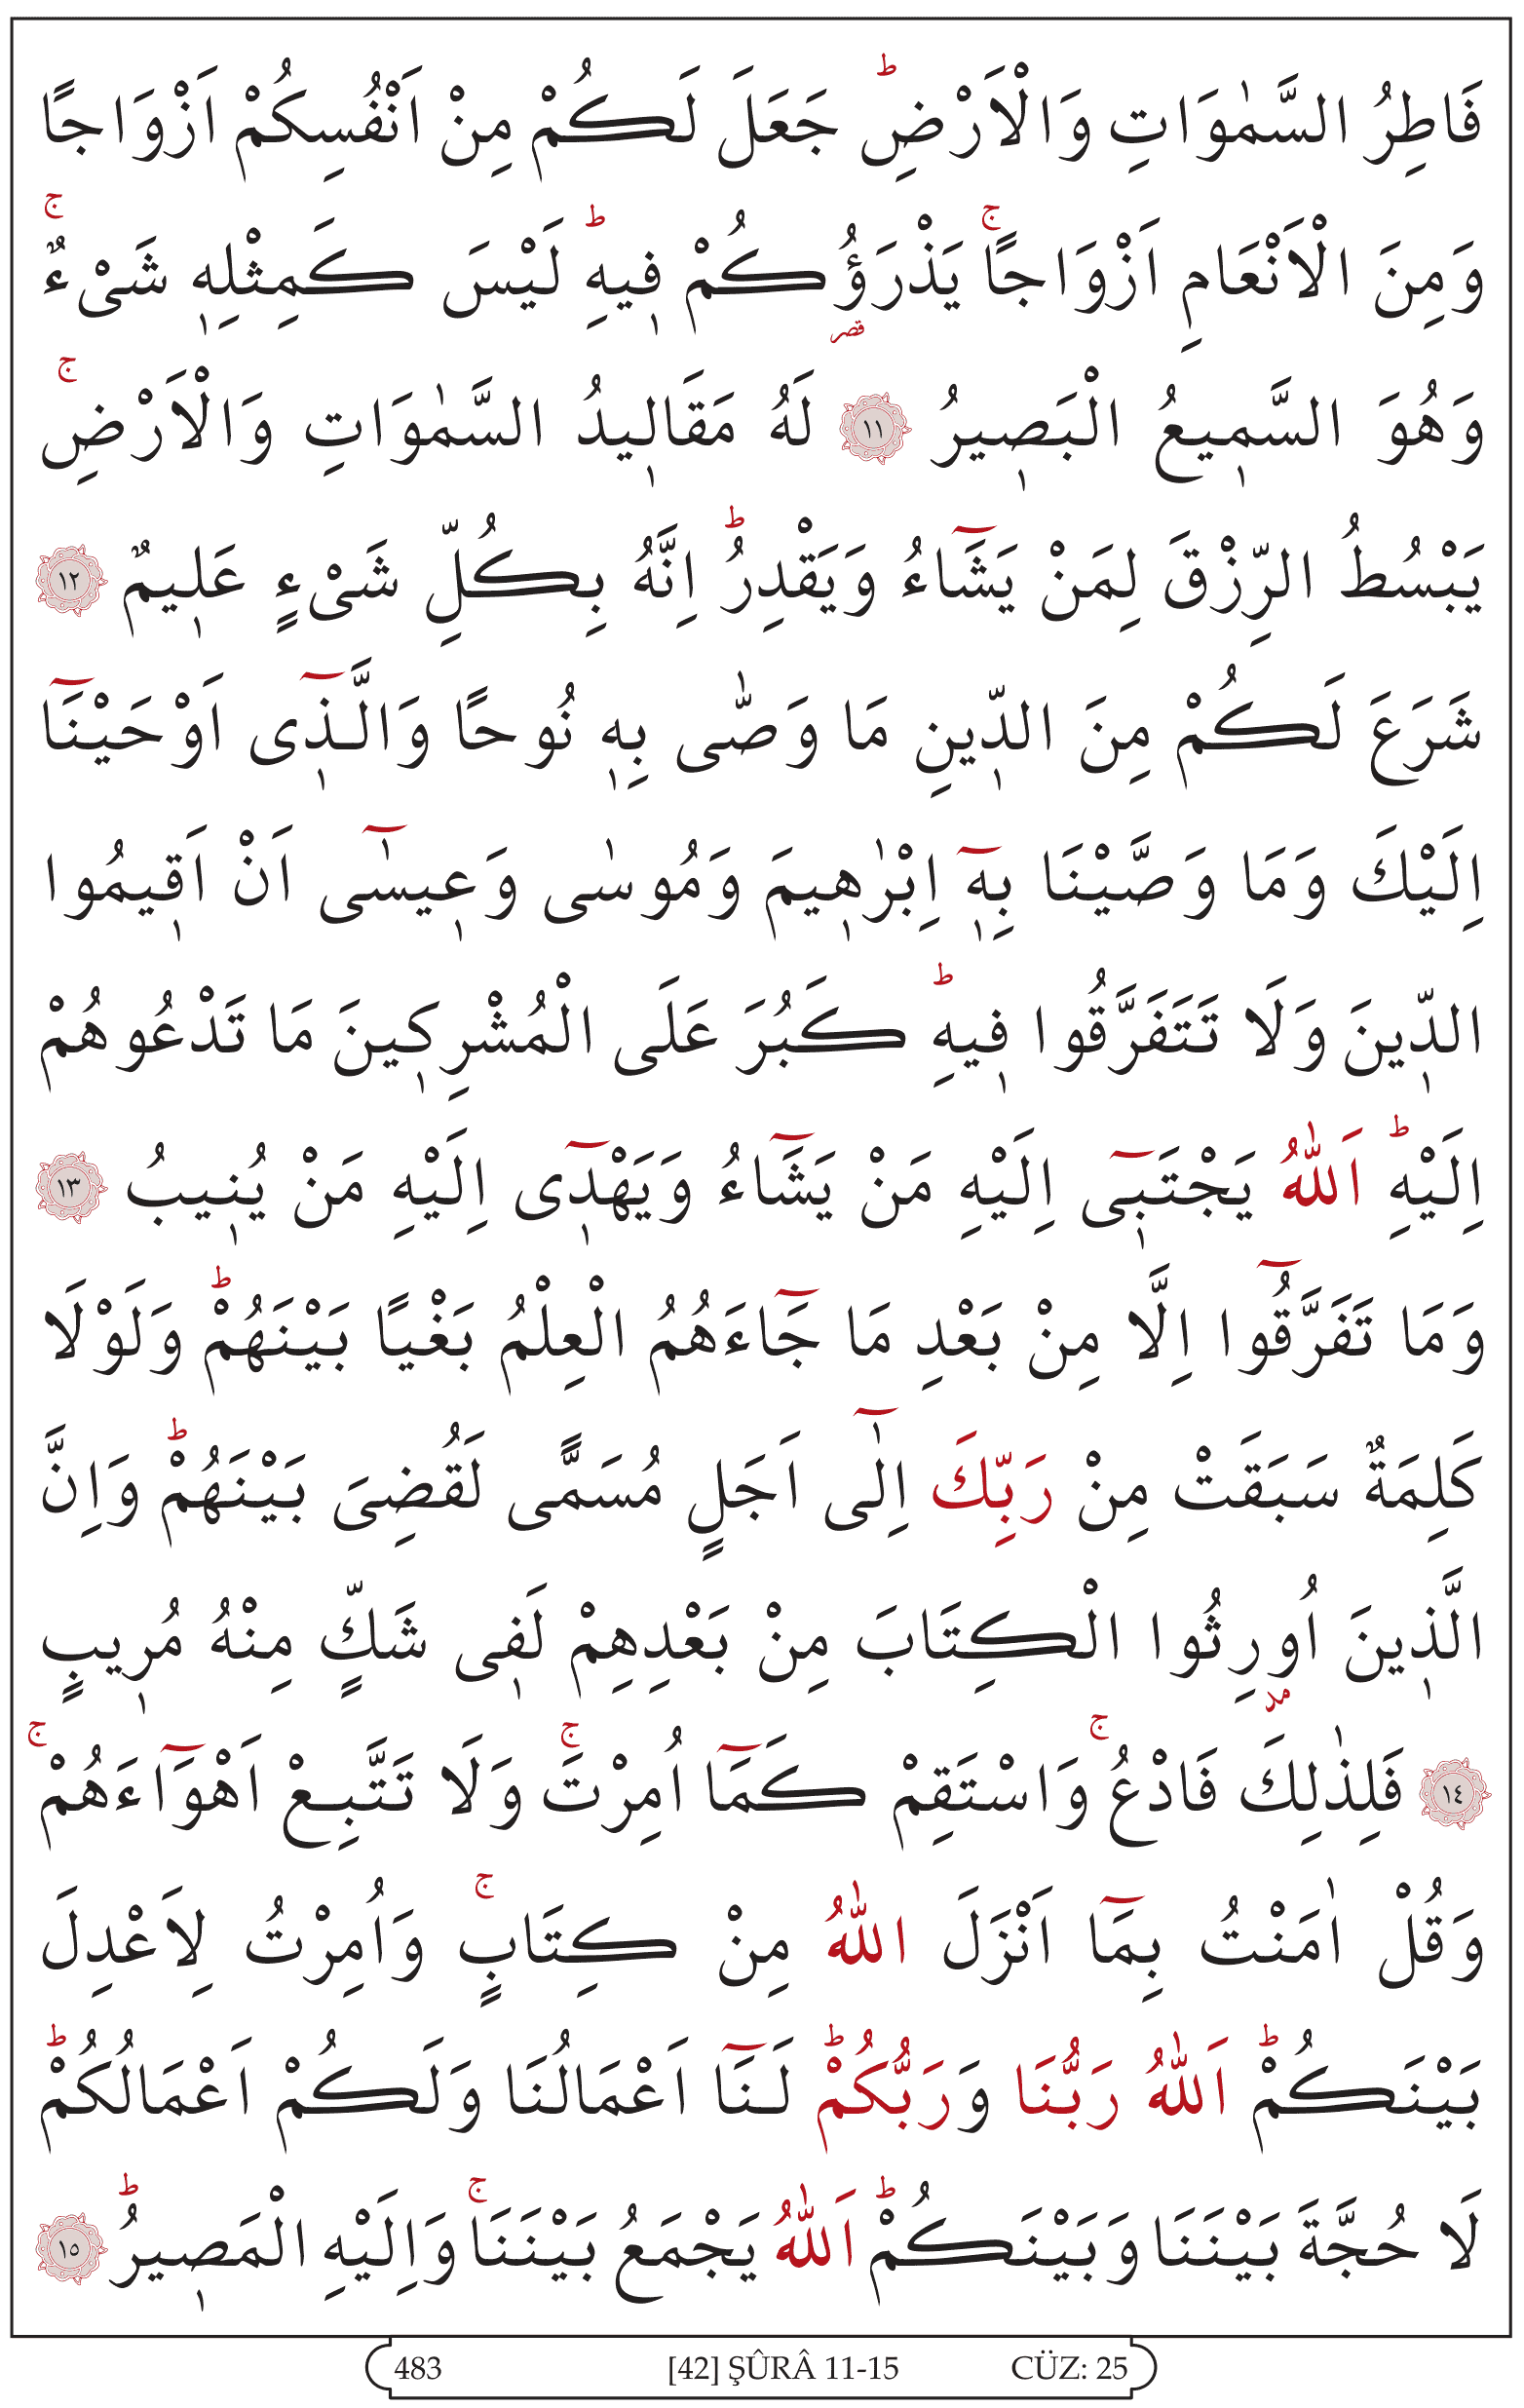 فَاطِرُ السَّمٰوَاتِ وَالْاَرْضِۜ جَعَلَ لَكُمْ مِنْ اَنْفُسِكُمْ اَزْوَاجًا
وَمِنَ الْاَنْعَامِ اَزْوَاجًاۚ يَذْرَؤُ۬كُمْ ف۪يهِۜ لَيْسَ كَمِثْلِه۪ شَىْءٌۚ
وَهُوَ السَّم۪يعُ الْبَص۪يرُ ﴿١١﴾ لَهُ مَقَال۪يدُ السَّمٰوَاتِ وَالْاَرْضِۚ
يَبْسُطُ الرِّزْقَ لِمَنْ يَشَٓاءُ وَيَقْدِرُۜ اِنَّهُ بِكُلِّ شَىْءٍ عَل۪يمٌ ﴿١٢﴾
شَرَعَ لَكُمْ مِنَ الدّ۪ينِ مَا وَصّٰى بِه۪ نُوحًا وَالَّذ۪ٓى اَوْحَيْنَٓا
اِلَيْكَ وَمَا وَصَّيْنَا بِه۪ٓ اِبْرٰه۪يمَ وَمُوسٰى وَع۪يسٰٓى اَنْ اَق۪يمُوا
الدّ۪ينَ وَلَا تَتَفَرَّقُوا ف۪يهِۜ كَبُرَ عَلَى الْمُشْرِك۪ينَ مَا تَدْعُوهُمْ
اِلَيْهِۜ اَللّٰهُ يَجْتَب۪ٓى اِلَيْهِ مَنْ يَشَٓاءُ وَيَهْد۪ٓى اِلَيْهِ مَنْ يُن۪يبُ ﴿١٣﴾
وَمَا تَفَرَّقُٓوا اِلَّا مِنْ بَعْدِ مَا جَٓاءَهُمُ الْعِلْمُ بَغْيًا بَيْنَهُمْۜ وَلَوْلَا
كَلِمَةٌ سَبَقَتْ مِنْ رَبِّكَ اِلٰٓى اَجَلٍ مُسَمًّى لَقُضِىَ بَيْنَهُمْۜ وَاِنَّ
الَّذ۪ينَ اُورِثُوا الْكِتَابَ مِنْ بَعْدِهِمْ لَف۪ى شَكٍّ مِنْهُ مُر۪يبٍ
﴿١٤﴾ فَلِذٰلِكَ فَادْعُۚ وَاسْتَقِمْ كَمَٓا اُمِرْتَۚ وَلَا تَتَّبِعْ اَهْوَٓاءَهُمْۚ
وَقُلْ اٰمَنْتُ بِمَٓا اَنْزَلَ اللّٰهُ مِنْ كِتَابٍۚ وَاُمِرْتُ لِاَعْدِلَ
بَيْنَكُمْۜ اَللّٰهُ رَبُّنَا وَرَبُّكُمْۜ لَنَٓا اَعْمَالُنَا وَلَكُمْ اَعْمَالُكُمْۜ
لَا حُجَّةَ بَيْنَنَا وَبَيْنَكُمْۜ اَللّٰهُ يَجْمَعُ بَيْنَنَاۚ وَاِلَيْهِ الْمَص۪يرُۜ ﴿١٥﴾
483 [42] ŞÛRÂ 11-15 CÜZ: 25